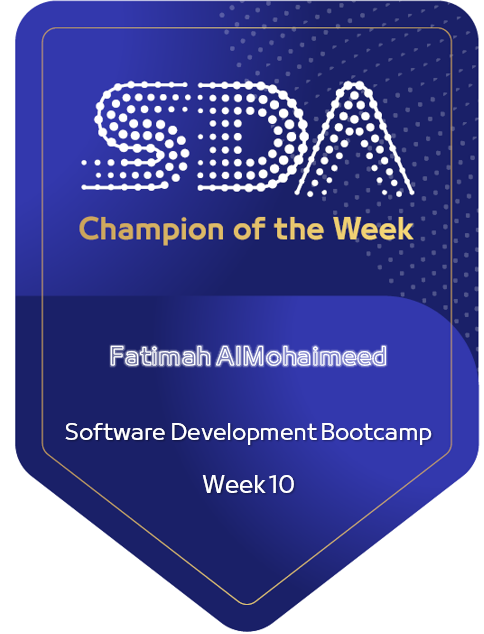 SDA
Champion of the Week
Fatimah AlMohaimeed
Software Development Bootcamp
Week 10